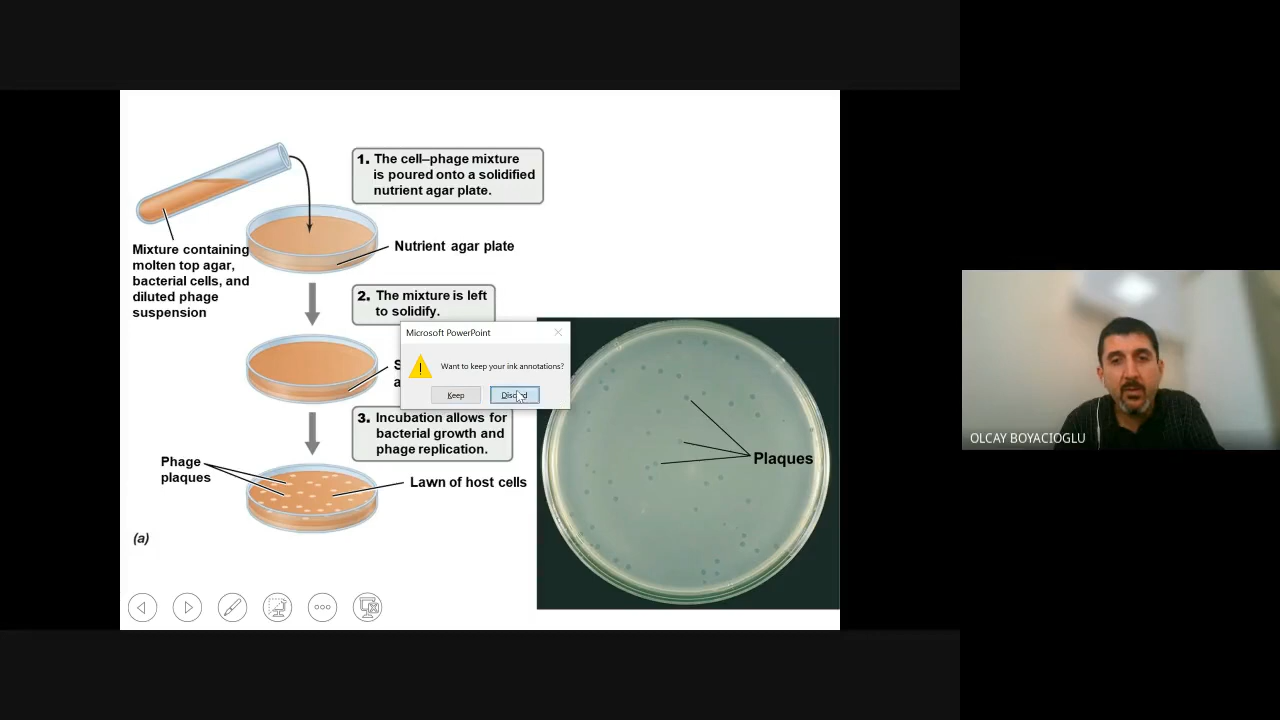 1. The cell–phage mixture
is poured onto a solidified
nutrient agar plate.
Nutrient agar plate
Mixture containing
molten top agar,
bacterial cells, and
diluted phage
suspension
2. The mixture is left
to solidify.
Microsoft PowerPoint
Want to keep your ink annotations?
Keep
3. Incubation allows for
bacterial growth and
phage replication.
Phage
plaques
Lawn of host cells
(a)
Plaques
OLCAY BOYACIOGLU